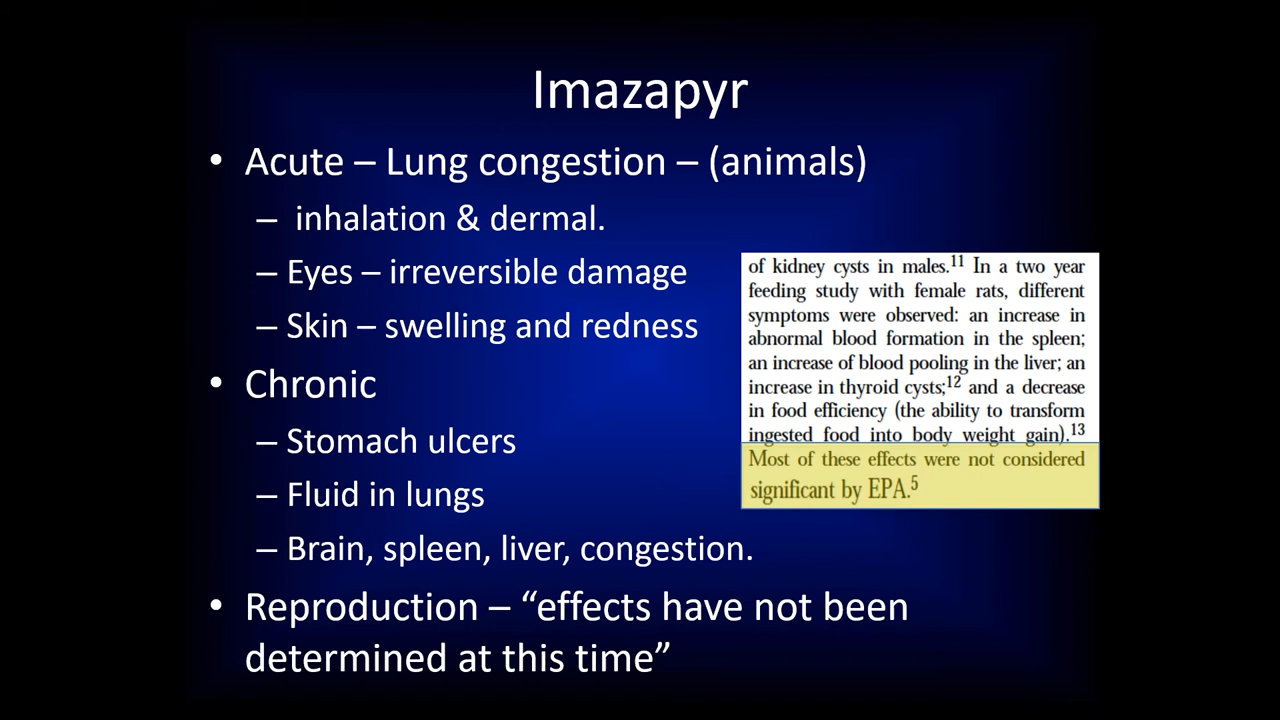 Imazapyr
• Acute – Lung congestion – (animals)
– inhalation & dermal.
– Eyes – irreversible damage
– Skin – swelling and redness
• Chronic
– Stomach ulcers
– Fluid in lungs
– Brain, spleen, liver, congestion.
• Reproduction – “effects have not been
determined at this time”
of kidney cysts in males.11 In a two year
feeding study with female rats, different
symptoms were observed: an increase in
abnormal blood formation in the spleen;
an increase of blood pooling in the liver; an
increase in thyroid cysts;12 and a decrease
in food efficiency (the ability to transform
ingested food into body weight gain).13
Most of these effects were not considered
significant by EPA.5